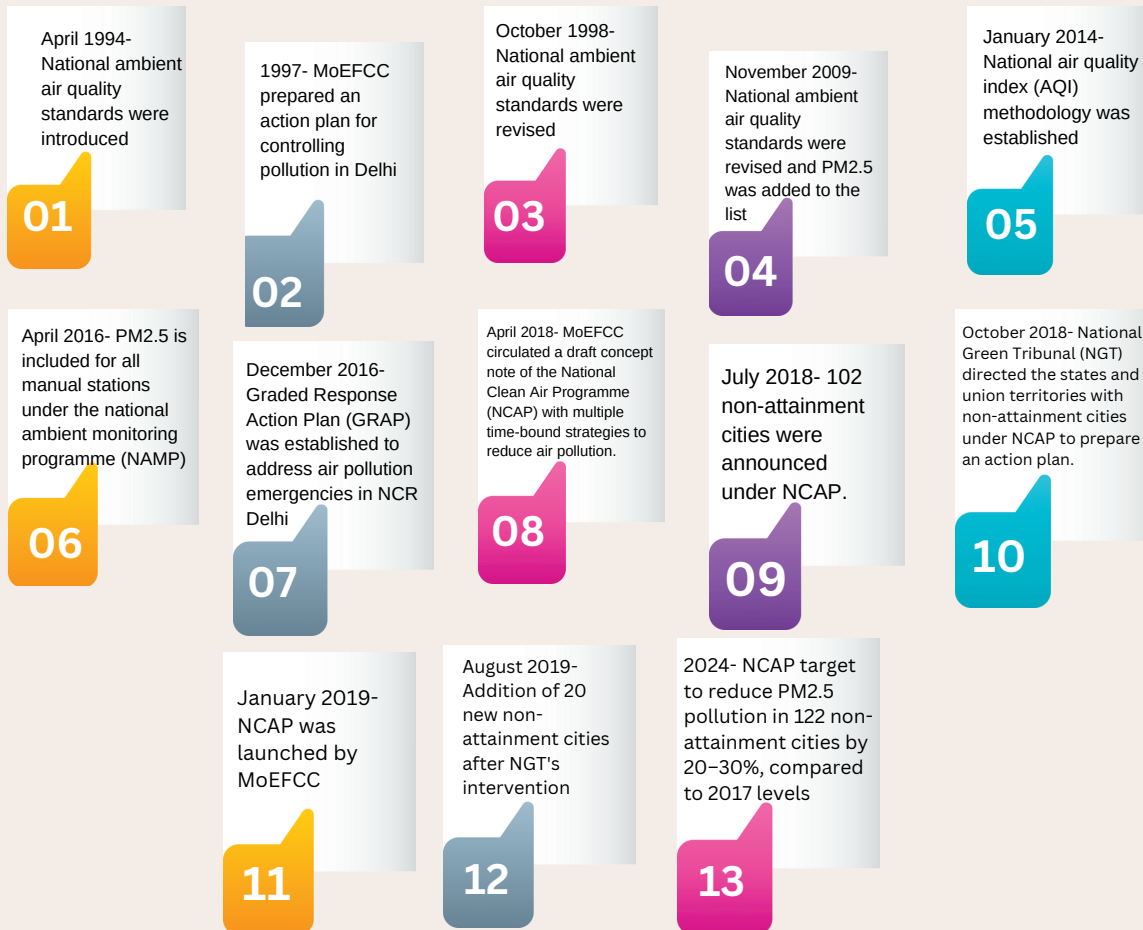 April 1994-
National ambient
air quality
standards were
introduced
01
1997- MoEFCC
prepared an
action plan for
controlling
pollution in Delhi
02
October 1998-
National ambient
air quality
standards were
revised
03
November 2009-
National ambient
air quality
standards were
revised and PM2.5
was added to the
list
04
January 2014-
National air quality
index (AQI)
methodology was
established
05
April 2016- PM2.5 is
included for all
manual stations
under the national
ambient monitoring
programme (NAMP)
06
December 2016-
Graded Response
Action Plan (GRAP)
was established to
address air pollution
emergencies in NCR
Delhi
07
April 2018- MoEFCC
circulated a draft concept
note of the National
Clean Air Programme
(NCAP) with multiple
time-bound strategies to
reduce air pollution.
08
July 2018- 102
non-attainment
cities were
announced
under NCAP.
09
October 2018- National
Green Tribunal (NGT)
directed the states and
union territories with
non-attainment cities
under NCAP to prepare
an action plan.
10
January 2019-
NCAP was
launched by
MoEFCC
11
August 2019-
Addition of 20
new non-
attainment cities
after NGT's
intervention
12
2024- NCAP target
to reduce PM2.5
pollution in 122 non-
attainment cities by
20–30%, compared
to 2017 levels
13